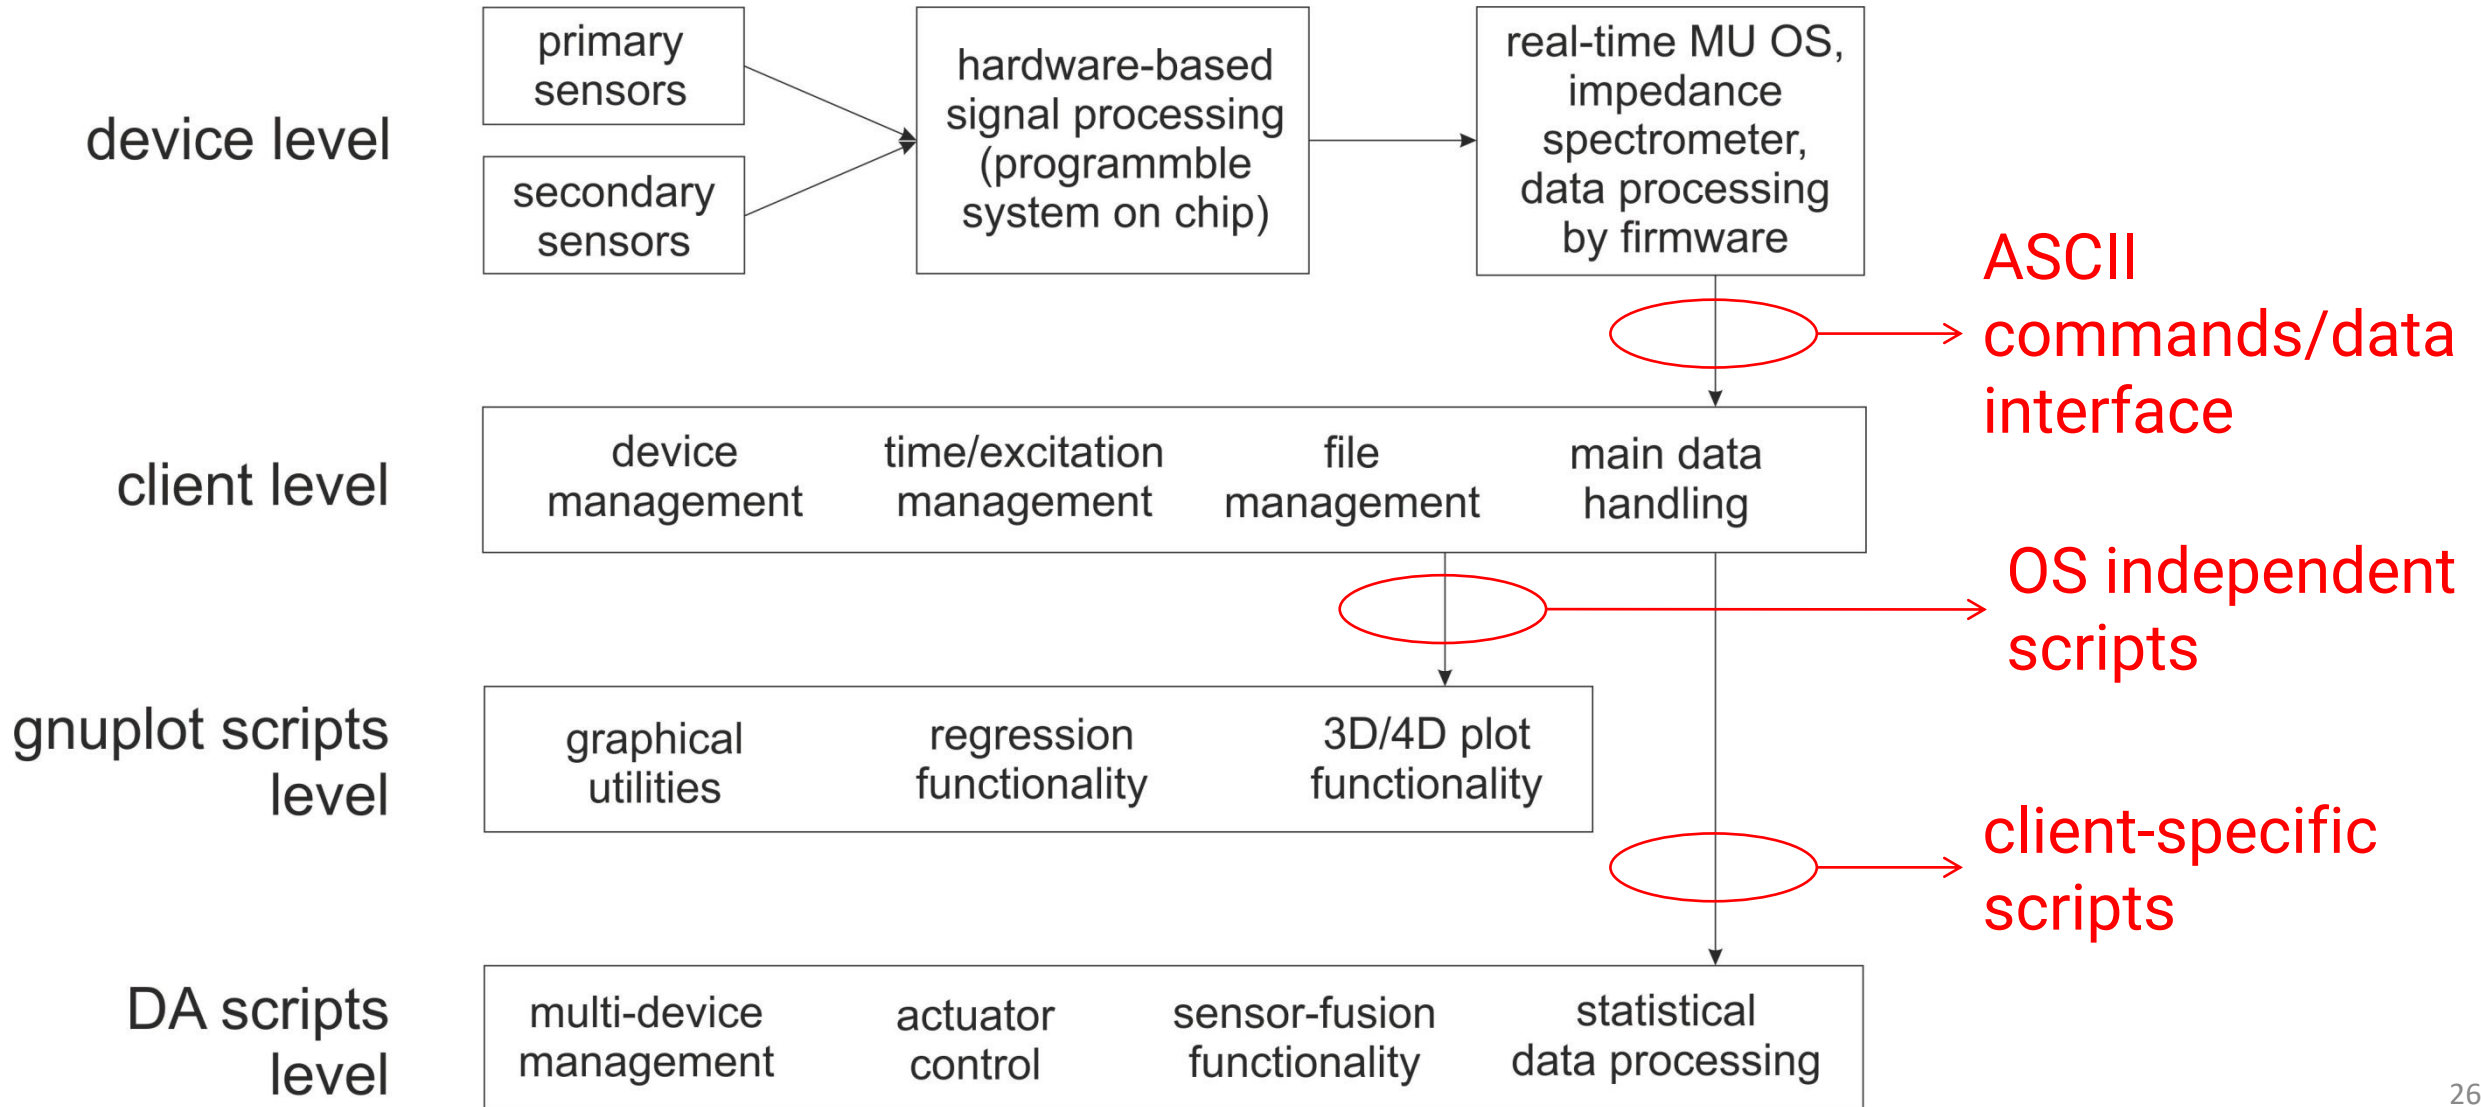 device level
primary
sensors
secondary
sensors
hardware-based
signal processing
(programmble
system on chip)
real-time MU OS,
impedance
spectrometer,
data processing
by firmware
ASCII
commands/data
interface
client level
device
management
time/excitation
management
file
management
main data
handling
OS independent
scripts
gnuplot scripts
level
graphical
utilities
regression
functionality
3D/4D plot
functionality
client-specific
scripts
DA scripts
level
multi-device
management
actuator
control
sensor-fusion
functionality
statistical
data processing
26